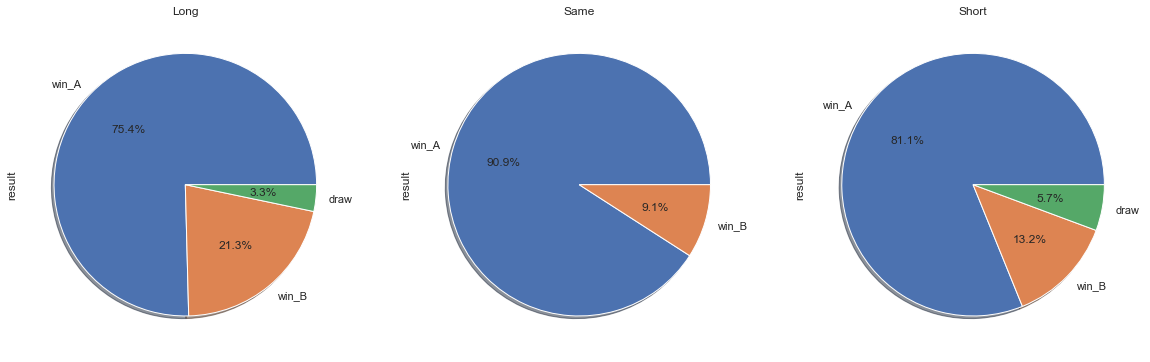 Long
win_A
75.4%
result
3.3%
draw
21.3%
win_B
Same
win_A
90.9%
result
9.1%
win_B
Short
win_A
81.1%
result
5.7%
draw
13.2%
win_B